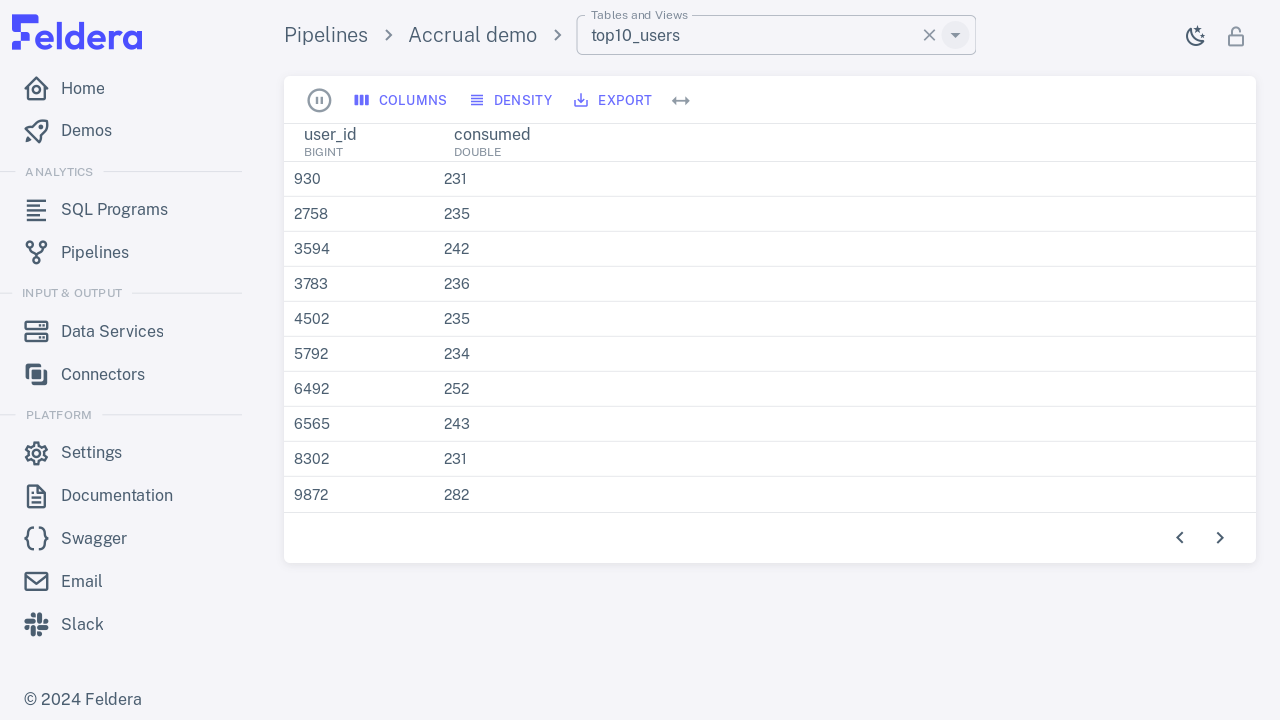 Feldera
Home
Demos
ANALYTICS
SQL Programs
Pipelines
INPUT & OUTPUT
Data Services
Connectors
PLATFORM
Settings
Documentation
Swagger
Email
Slack
© 2024 Feldera
Pipelines > Accrual demo >
Tables and Views
top10_users
COLUMNS DENSITY EXPORT
user_id consumed
BIGINT DOUBLE
930 231
2758 235
3594 242
3783 236
4502 235
5792 234
6492 252
6565 243
8302 231
9872 282